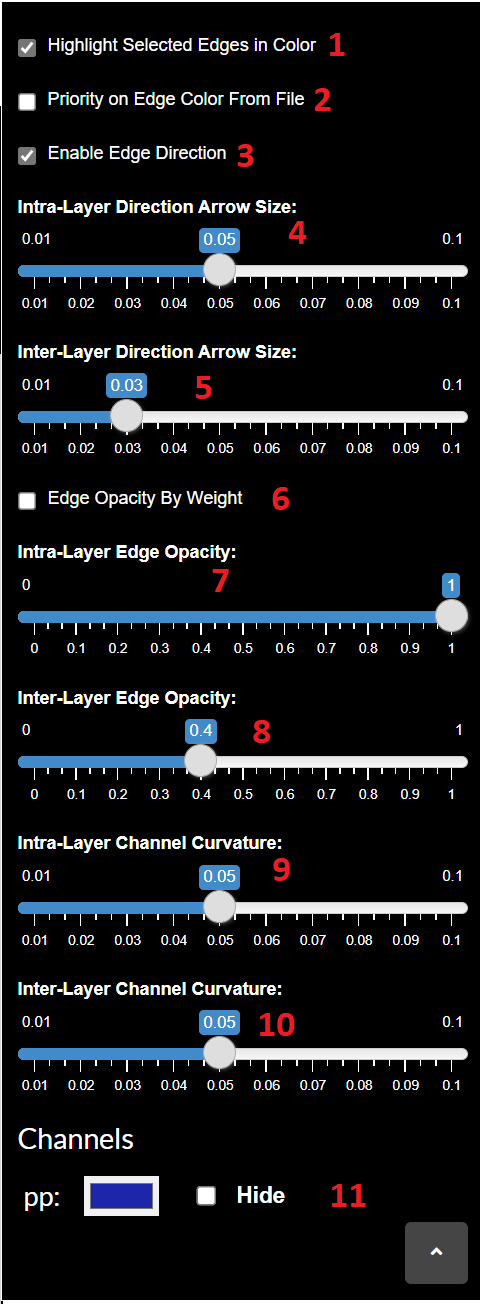 Highlight Selected Edges in Color 1
Priority on Edge Color From File 2
Enable Edge Direction 3
Intra-Layer Direction Arrow Size:
0.01 0.05 4 0.1
0.01 0.02 0.03 0.04 0.05 0.06 0.07 0.08 0.09 0.1
Inter-Layer Direction Arrow Size:
0.01 0.03 5 0.1
0.01 0.02 0.03 0.04 0.05 0.06 0.07 0.08 0.09 0.1
Edge Opacity By Weight 6
Intra-Layer Edge Opacity:
0 7 1
0 0.1 0.2 0.3 0.4 0.5 0.6 0.7 0.8 0.9 1
Inter-Layer Edge Opacity:
0 0.4 8 1
0 0.1 0.2 0.3 0.4 0.5 0.6 0.7 0.8 0.9 1
Intra-Layer Channel Curvature:
0.01 0.05 9 0.1
0.01 0.02 0.03 0.04 0.05 0.06 0.07 0.08 0.09 0.1
Inter-Layer Channel Curvature:
0.01 0.05 10 0.1
0.01 0.02 0.03 0.04 0.05 0.06 0.07 0.08 0.09 0.1
Channels
pp: Hide 11